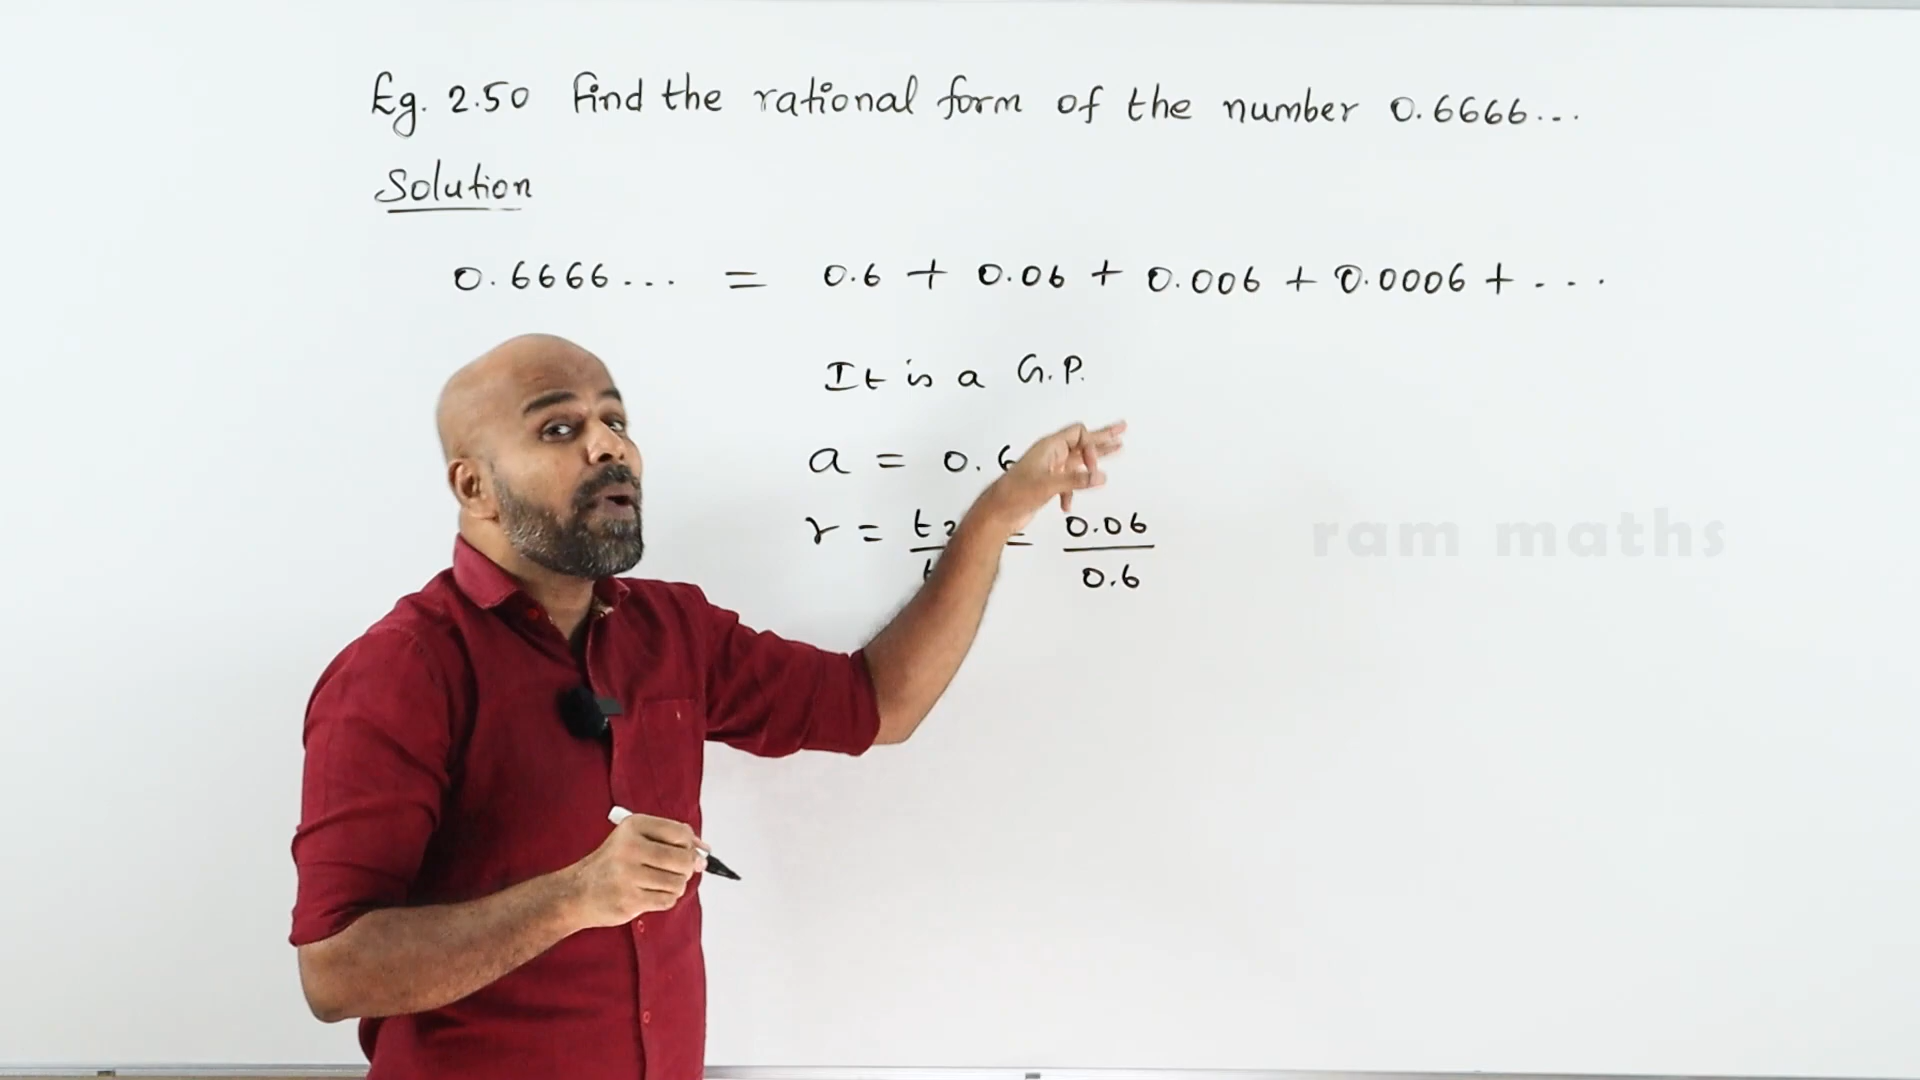 Eg. 2.50 Find the rational form of the number 0.6666...
Solution
0.6666... = 0.6 + 0.06 + 0.006 + 0.0006 + ...
It is a G.P.
a = 0.6
r = t2/t = 0.06/0.6
ram maths